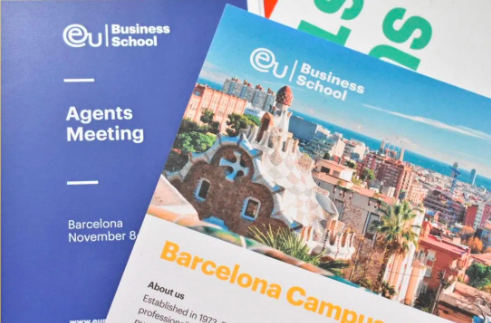 eu Business
School
Agents
Meeting
Barcelona
November 8
eu Business
School
Barcelona Campus
About us
Established in 1973,